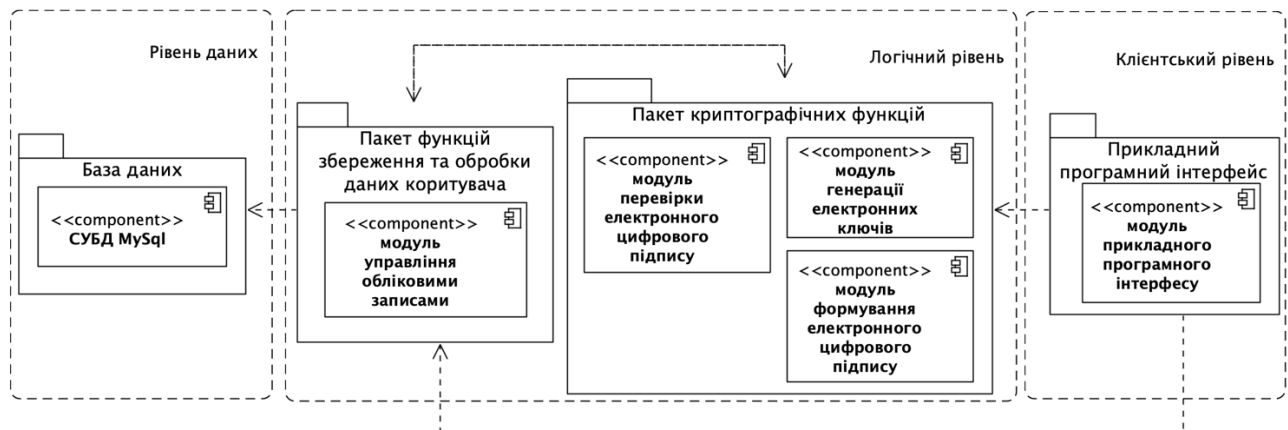 Рівень даних
База даних
<<component>>
СУБД MySql
Логічний рівень
Пакет функцій
збереження та обробки
даних коритувача
<<component>>
модуль
управління
обліковими
записами
Пакет криптографічних функцій
<<component>>
модуль
перевірки
електронного
цифрового
підпису
<<component>>
модуль
генерації
електронних
ключів
<<component>>
модуль
формування
електронного
цифрового
підпису
Клієнтський рівень
Прикладний
програмний інтерфейс
<<component>>
модуль
прикладного
програмного
інтерфесу